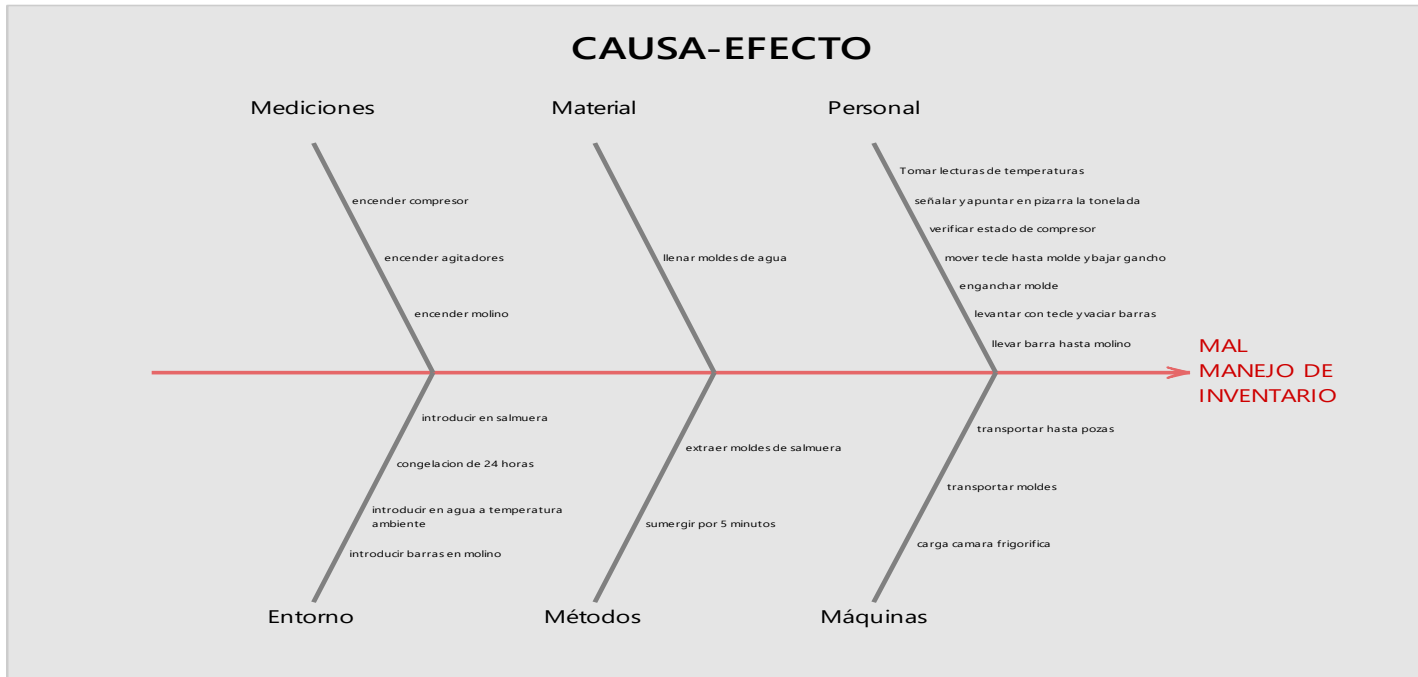 CAUSA-EFECTO
Mediciones
Material
Personal
encender compresor
encender agitadores
encender molino
llenar moldes de agua
Tomar lecturas de temperaturas
señalar y apuntar en pizarra la tonelada
verificar estado de compresor
mover tecle hasta molde y bajar gancho
enganchar molde
levantar con tecle y vaciar barras
llevar barra hasta molino
MAL
MANEJO DE
INVENTARIO
introducir en salmuera
congelacion de 24 horas
introducir en agua a temperatura
ambiente
introducir barras en molino
extraer moldes de salmuera
sumergir por 5 minutos
transportar hasta pozas
transportar moldes
carga camara frigorifica
Entorno
Métodos
Máquinas